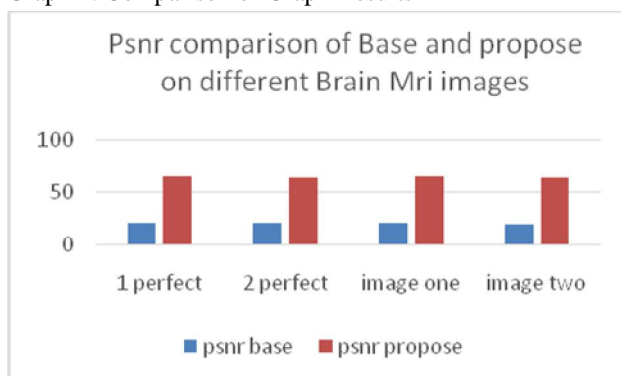 Psnr comparison of Base and propose
on different Brain Mri images
100
50
0
1 perfect 2 perfect image one image two
psnr base psnr propose